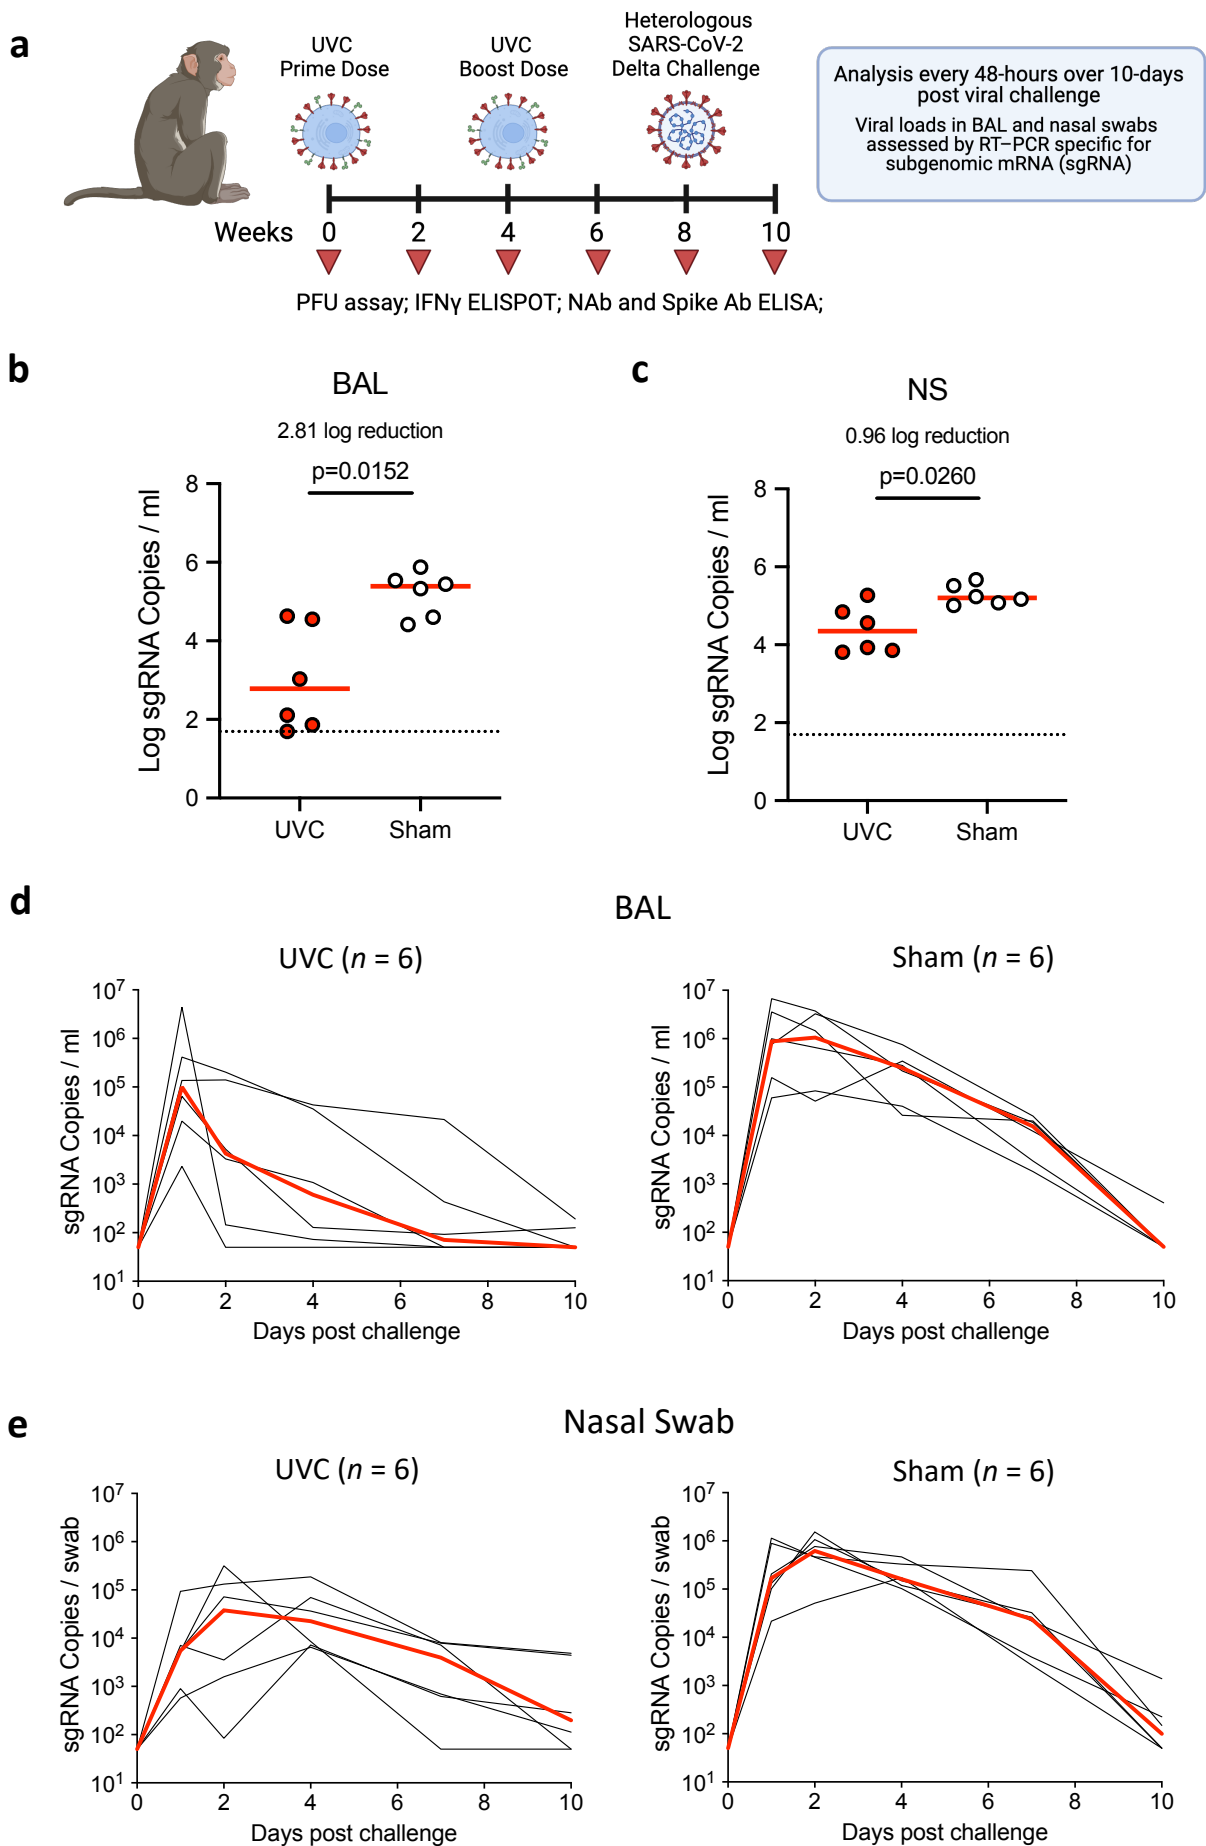 a
UVC
Prime Dose
UVC
Boost Dose
Heterologous
SARS-CoV-2
Delta Challenge
Analysis every 48-hours over 10-days
post viral challenge
Viral loads in BAL and nasal swabs
assessed by RT–PCR specific for
subgenomic mRNA (sgRNA)
Weeks 0 2 4 6 8 10
PFU assay; IFNγ ELISPOT; NAb and Spike Ab ELISA;
b
BAL
2.81 log reduction
p=0.0152
Log sgRNA Copies / ml
8
6
4
2
0
UVC Sham
c
NS
0.96 log reduction
p=0.0260
Log sgRNA Copies / ml
8
6
4
2
0
UVC Sham
d
BAL
UVC (n = 6)
sgRNA Copies / ml
10⁷
10⁶
10⁵
10⁴
10³
10²
10¹
0 2 4 6 8 10
Days post challenge
Sham (n = 6)
sgRNA Copies / ml
10⁷
10⁶
10⁵
10⁴
10³
10²
10¹
0 2 4 6 8 10
Days post challenge
e
Nasal Swab
UVC (n = 6)
sgRNA Copies / swab
10⁷
10⁶
10⁵
10⁴
10³
10²
10¹
0 2 4 6 8 10
Days post challenge
Sham (n = 6)
sgRNA Copies / swab
10⁷
10⁶
10⁵
10⁴
10³
10²
10¹
0 2 4 6 8 10
Days post challenge